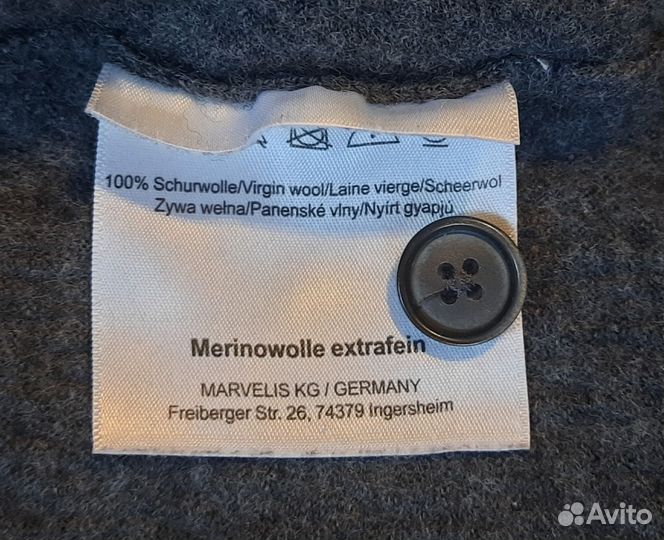 100% Schurwolle/Virgin wool/Laine vierge/Scheerwol
Zywa wełna/Panenské vlny/Nyírt gyapjú
Merinowolle extrafein
MARVELIS KG / GERMANY
Freiberger Str. 26, 74379 Ingersheim
Avito